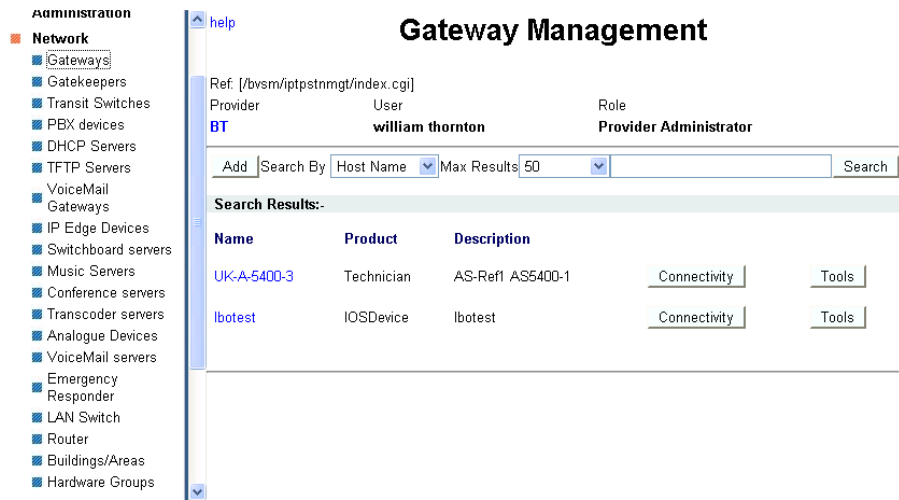 Administration
Network
Gateways
Gatekeepers
Transit Switches
PBX devices
DHCP Servers
TFTP Servers
VoiceMail
Gateways
IP Edge Devices
Switchboard servers
Music Servers
Conference servers
Transcoder servers
Analogue Devices
VoiceMail servers
Emergency
Responder
LAN Switch
Router
Buildings/Areas
Hardware Groups
help
Gateway Management
Ref: [/bvsm/iptpstnmgt/index.cgi]
Provider User Role
BT william thornton Provider Administrator
Add Search By Host Name Max Results 50 Search
Search Results:-
Name Product Description
UK-A-5400-3 Technician AS-Ref1 AS5400-1 Connectivity Tools
lbotest IOSDevice lbotest Connectivity Tools